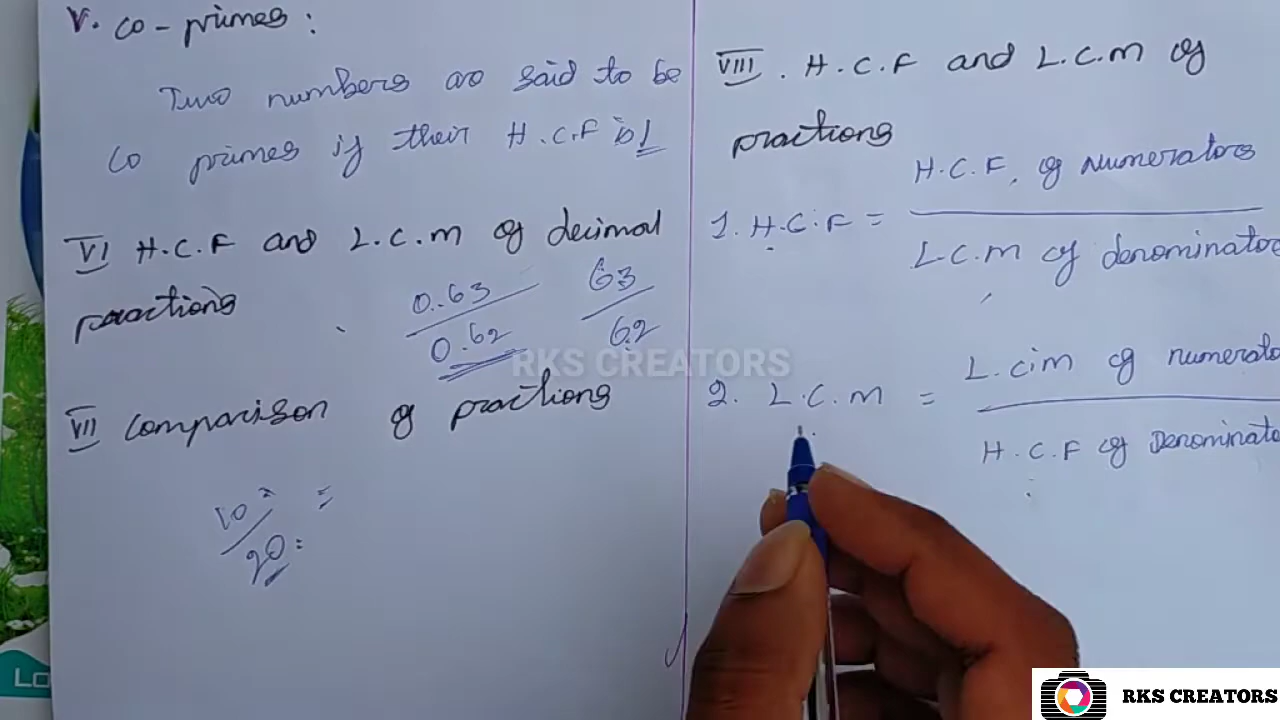 V. Co-primes:
Two numbers are said to be
Co primes if their H.C.F is 1
VI H.C.F and L.C.M of decimal
fractions
0.63
0.62
63
62
VII Comparison of fractions
10
20
=
VIII. H.C.F and L.C.M of
fractions
1. H.C.F = H.C.F. of Numerators
L.C.M of denominato
2. L.C.M = L.C.M of numerato
H.C.F of Denominato
RKS CREATORS
Lo
RKS CREATORS